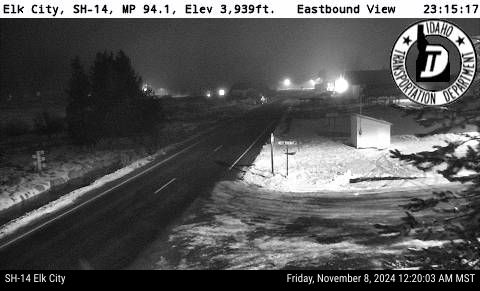 Elk City, SH-14, MP 94.1, Elev 3,939ft. Eastbound View 23:15:17
IDAHO
TRANSPORTATION DEPARTMENT
SH-14 Elk City Friday, November 8, 2024 12:20:03 AM MST